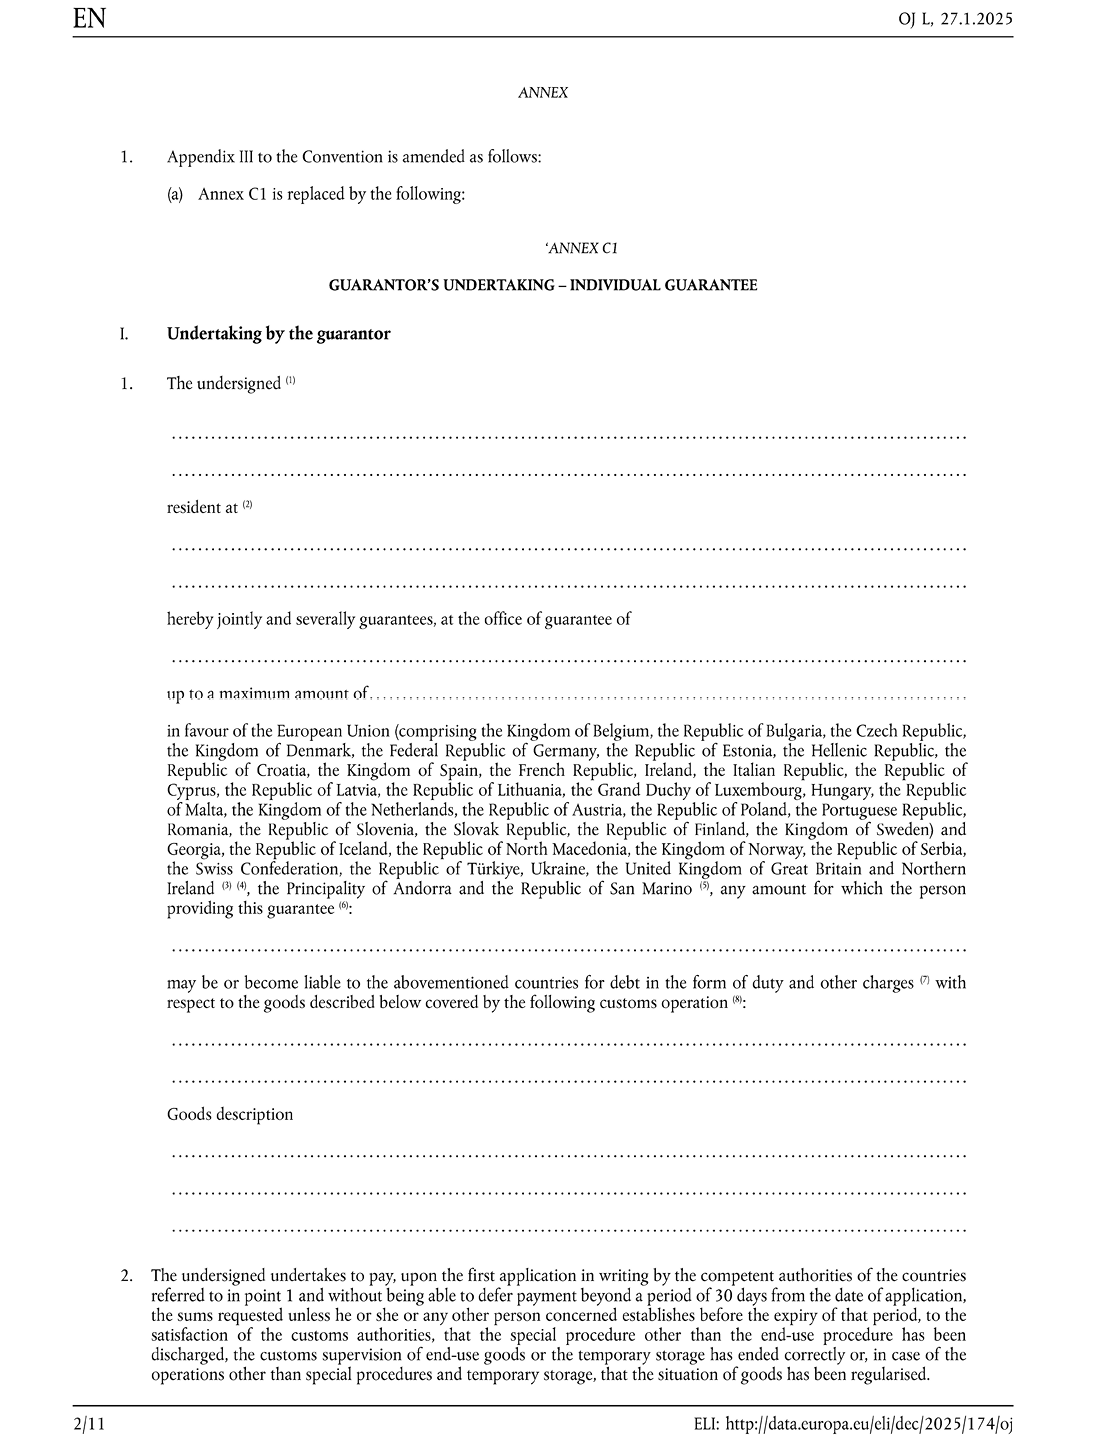 EN
OJ L, 27.1.2025
ANNEX
1. Appendix III to the Convention is amended as follows:
(a) Annex C1 is replaced by the following:
‘ANNEX C1
GUARANTOR’S UNDERTAKING – INDIVIDUAL GUARANTEE
I. Undertaking by the guarantor
1. The undersigned (1)
resident at (2)
hereby jointly and severally guarantees, at the office of guarantee of
up to a maximum amount of
in favour of the European Union (comprising the Kingdom of Belgium, the Republic of Bulgaria, the Czech Republic,
the Kingdom of Denmark, the Federal Republic of Germany, the Republic of Estonia, the Hellenic Republic, the
Republic of Croatia, the Kingdom of Spain, the French Republic, Ireland, the Italian Republic, the Republic of
Cyprus, the Republic of Latvia, the Republic of Lithuania, the Grand Duchy of Luxembourg, Hungary, the Republic
of Malta, the Kingdom of the Netherlands, the Republic of Austria, the Republic of Poland, the Portuguese Republic,
Romania, the Republic of Slovenia, the Slovak Republic, the Republic of Finland, the Kingdom of Sweden) and
Georgia, the Republic of Iceland, the Republic of North Macedonia, the Kingdom of Norway, the Republic of Serbia,
the Swiss Confederation, the Republic of Türkiye, Ukraine, the United Kingdom of Great Britain and Northern
Ireland (3) (4), the Principality of Andorra and the Republic of San Marino (5), any amount for which the person
providing this guarantee (6):
may be or become liable to the abovementioned countries for debt in the form of duty and other charges (7) with
respect to the goods described below covered by the following customs operation (8):
Goods description
2. The undersigned undertakes to pay, upon the first application in writing by the competent authorities of the countries
referred to in point 1 and without being able to defer payment beyond a period of 30 days from the date of application,
the sums requested unless he or she or any other person concerned establishes before the expiry of that period, to the
satisfaction of the customs authorities, that the special procedure other than the end-use procedure has been
discharged, the customs supervision of end-use goods or the temporary storage has ended correctly or, in case of the
operations other than special procedures and temporary storage, that the situation of goods has been regularised.
2/11
ELI: http://data.europa.eu/eli/dec/2025/174/oj